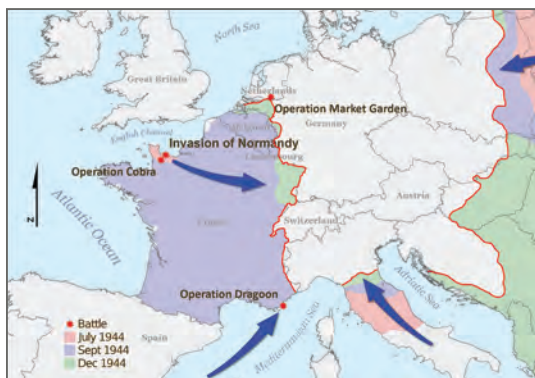 North Sea
Great Britain
Netherlands
Operation Market Garden
Germany
English Channel
Invasion of Normandy
Luxembourg
Operation Cobra
Atlantic Ocean
France
Austria
Switzerland
N
Operation Dragoon
Adriatic Sea
Mediterranean Sea
Spain
Battle
July 1944
Sept 1944
Dec 1944